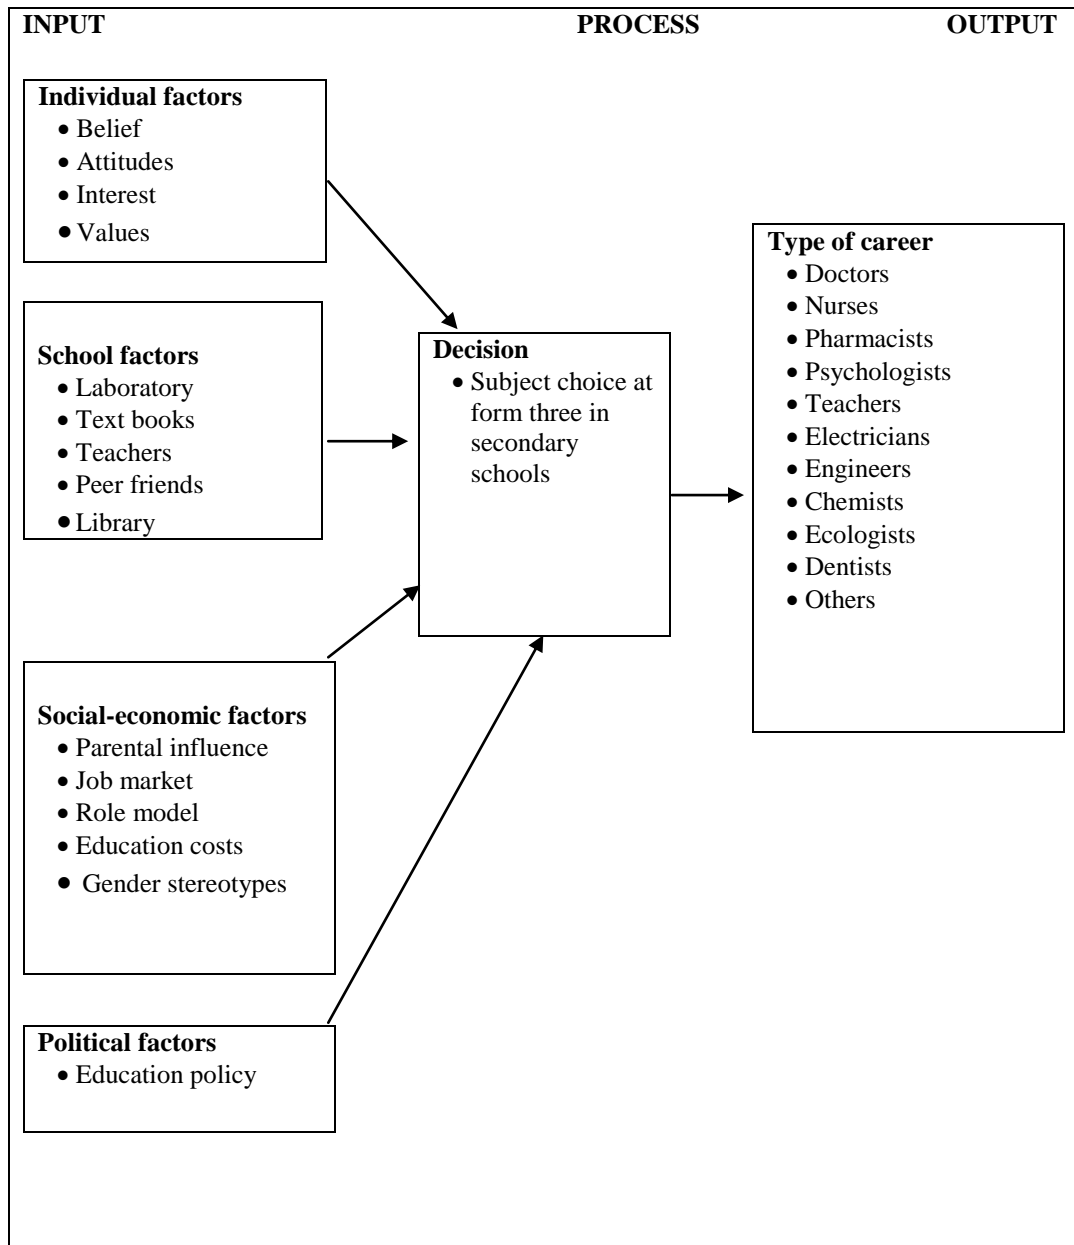 INPUT PROCESS OUTPUT
Individual factors
• Belief
• Attitudes
• Interest
• Values
School factors
• Laboratory
• Text books
• Teachers
• Peer friends
• Library
Social-economic factors
• Parental influence
• Job market
• Role model
• Education costs
• Gender stereotypes
Political factors
• Education policy
Decision
• Subject choice at
form three in
secondary
schools
Type of career
• Doctors
• Nurses
• Pharmacists
• Psychologists
• Teachers
• Electricians
• Engineers
• Chemists
• Ecologists
• Dentists
• Others